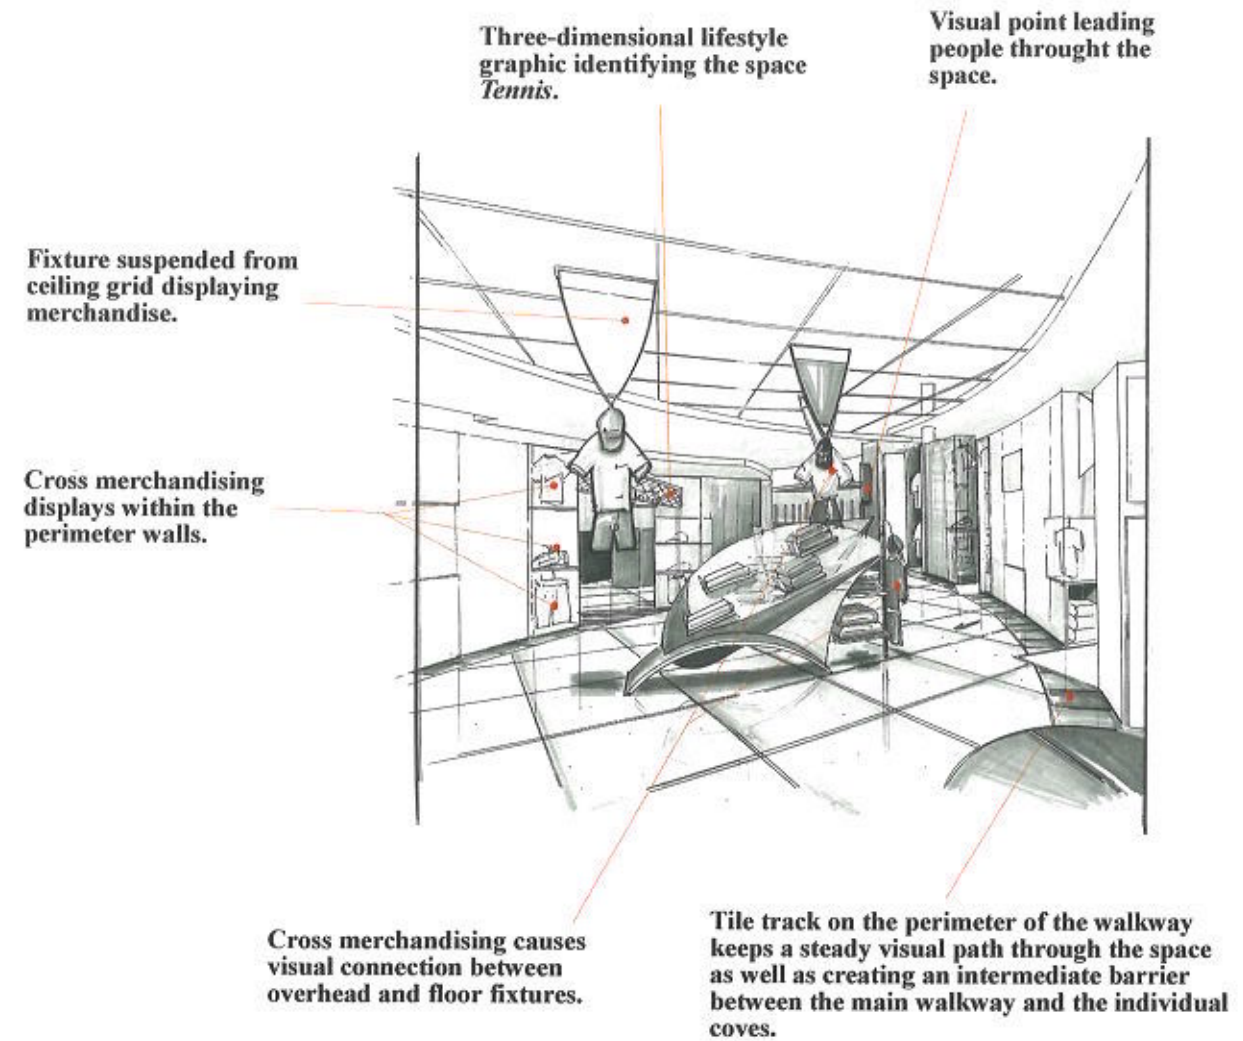 Three-dimensional lifestyle
graphic identifying the space
Tennis.
Visual point leading
people throught the
space.
Fixture suspended from
ceiling grid displaying
merchandise.
Cross merchandising
displays within the
perimeter walls.
Cross merchandising causes
visual connection between
overhead and floor fixtures.
Tile track on the perimeter of the walkway
keeps a steady visual path through the space
as well as creating an intermediate barrier
between the main walkway and the individual
coves.